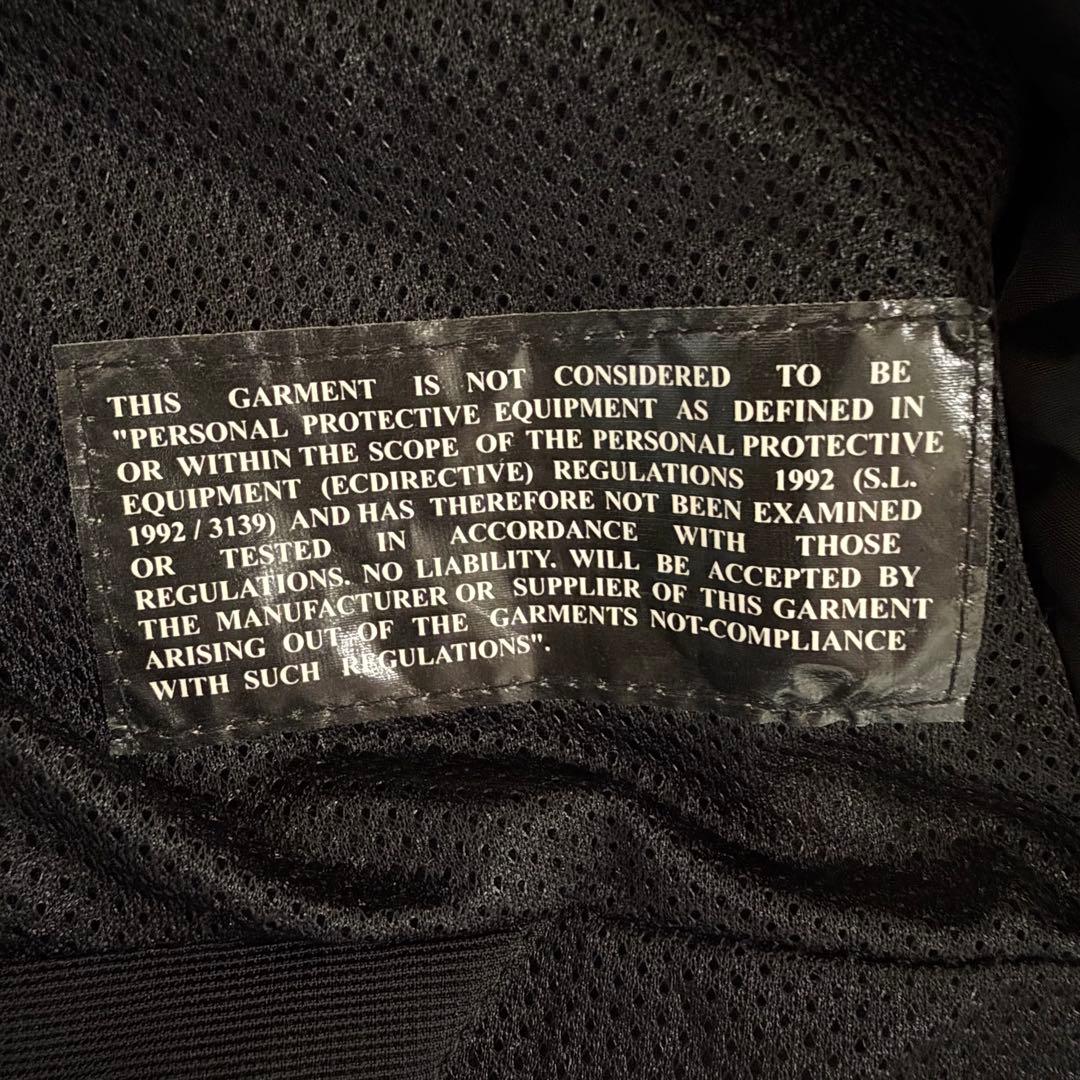 THIS GARMENT IS NOT CONSIDERED TO BE
"PERSONAL PROTECTIVE EQUIPMENT AS DEFINED IN
OR WITHIN THE SCOPE OF THE PERSONAL PROTECTIVE
EQUIPMENT (ECDIRECTIVE) REGULATIONS 1992 (S.L.
1992 / 3139) AND HAS THEREFORE NOT BEEN EXAMINED
OR TESTED IN ACCORDANCE WITH THOSE
REGULATIONS. NO LIABILITY. WILL BE ACCEPTED BY
THE MANUFACTURER OR SUPPLIER OF THIS GARMENT
ARISING OUT OF THE GARMENTS NOT-COMPLIANCE
WITH SUCH REGULATIONS".